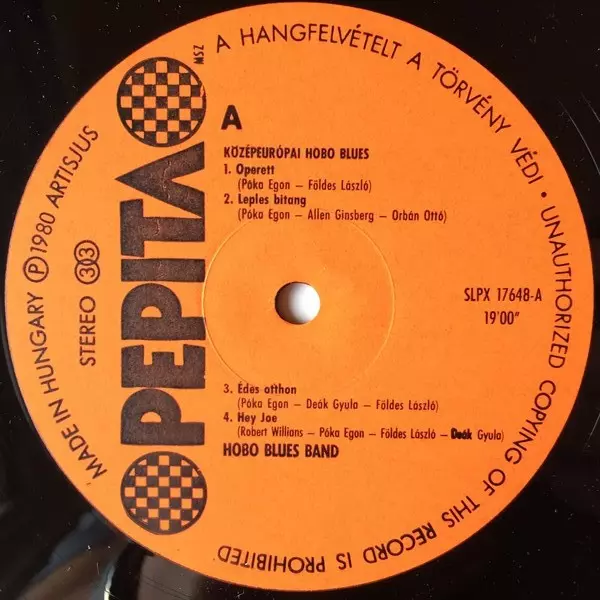 A HANGFELVÉTELT A TÖRVÉNY VÉDI • UNAUTHORIZED COPYING OF THIS RECORD IS PROHIBITED
MADE IN HUNGARY Ⓟ 1980 ARTISJUS
STEREO 33
PEPITA
MSZ
A
KÖZÉPEURÓPAI HOBO BLUES
1. Operett
(Póka Egon – Földes László)
2. Leples bitang
(Póka Egon – Allen Ginsberg – Orbán Ottó)
SLPX 17648-A
19'00"
3. Édes otthon
(Póka Egon – Deák Gyula – Földes László)
4. Hey Joe
(Robert Willians – Póka Egon – Földes László – Deák Gyula)
HOBO BLUES BAND